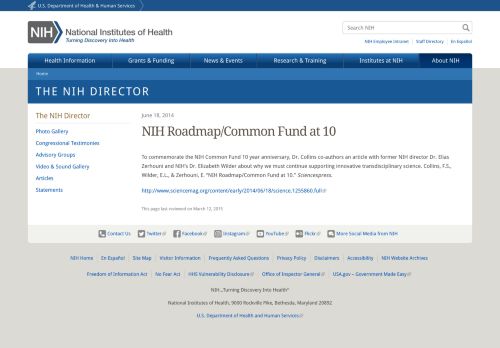 U.S. Department of Health & Human Services
NIH National Institutes of Health
Turning Discovery Into Health
Search NIH
NIH Employee Intranet Staff Directory En Español
Health Information Grants & Funding News & Events Research & Training Institutes at NIH About NIH
Home
THE NIH DIRECTOR
The NIH Director
Photo Gallery
Congressional Testimonies
Advisory Groups
Video & Sound Gallery
Articles
Statements
June 18, 2014
NIH Roadmap/Common Fund at 10
To commemorate the NIH Common Fund 10 year anniversary, Dr. Collins co-authors an article with former NIH director Dr. Elias
Zerhouni and NIH's Dr. Elizabeth Wilder about why we must continue supporting innovative transdisciplinary science. Collins, F.S.,
Wilder, E.L., & Zerhouni, E. "NIH Roadmap/Common Fund at 10." Sciencexpress.
http://www.sciencemag.org/content/early/2014/06/18/science.1255860.full
This page last reviewed on March 12, 2015
Contact Us Twitter Facebook Instagram YouTube Flickr More Social Media from NIH
NIH Home En Español Site Map Visitor Information Frequently Asked Questions Privacy Policy Disclaimers Accessibility NIH Website Archives
Freedom of Information Act No Fear Act HHS Vulnerability Disclosure Office of Inspector General USA.gov – Government Made Easy
NIH...Turning Discovery Into Health®
National Institutes of Health, 9000 Rockville Pike, Bethesda, Maryland 20892
U.S. Department of Health and Human Services